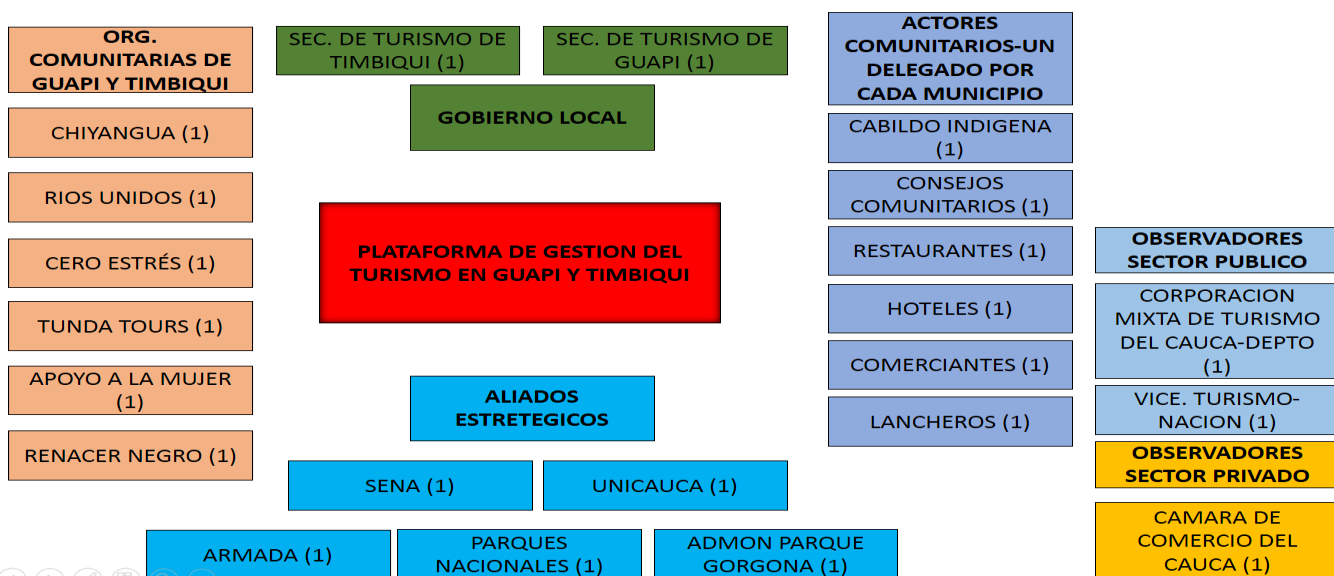 ORG.
COMUNITARIAS DE
GUAPI Y TIMBIQUI
CHIYANGUA (1)
RIOS UNIDOS (1)
CERO ESTRÉS (1)
TUNDA TOURS (1)
APOYO A LA MUJER
(1)
RENACER NEGRO (1)
SEC. DE TURISMO DE
TIMBIQUI (1)
SEC. DE TURISMO DE
GUAPI (1)
GOBIERNO LOCAL
PLATAFORMA DE GESTION DEL
TURISMO EN GUAPI Y TIMBIQUI
ALIADOS
ESTRETEGICOS
SENA (1)
UNICAUCA (1)
ARMADA (1)
PARQUES
NACIONALES (1)
ADMON PARQUE
GORGONA (1)
ACTORES
COMUNITARIOS-UN
DELEGADO POR
CADA MUNICIPIO
CABILDO INDIGENA
(1)
CONSEJOS
COMUNITARIOS (1)
RESTAURANTES (1)
HOTELES (1)
COMERCIANTES (1)
LANCHEROS (1)
OBSERVADORES
SECTOR PUBLICO
CORPORACION
MIXTA DE TURISMO
DEL CAUCA-DEPTO
(1)
VICE. TURISMO-
NACION (1)
OBSERVADORES
SECTOR PRIVADO
CAMARA DE
COMERCIO DEL
CAUCA (1)